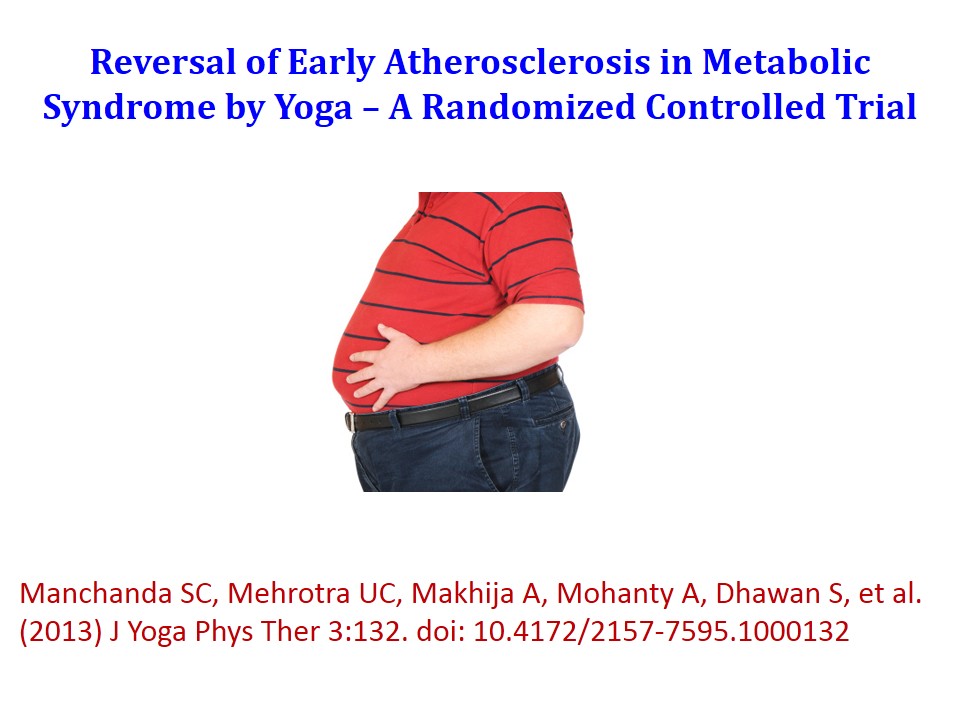 Reversal of Early Atherosclerosis in Metabolic
Syndrome by Yoga – A Randomized Controlled Trial
Manchanda SC, Mehrotra UC, Makhija A, Mohanty A, Dhawan S, et al.
(2013) J Yoga Phys Ther 3:132. doi: 10.4172/2157-7595.1000132